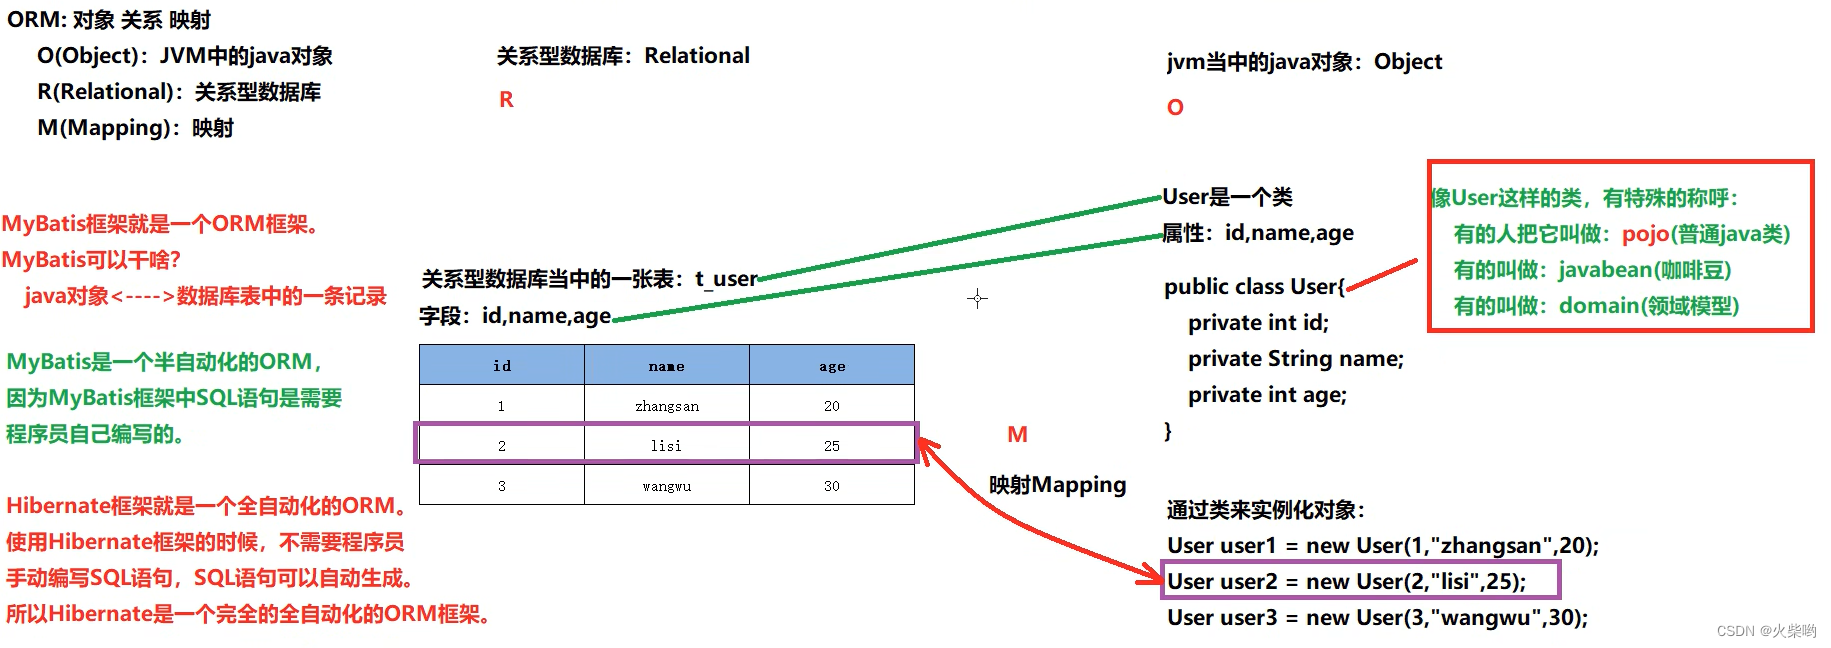 ORM: 对象 关系 映射
O(Object)：JVM中的java对象
R(Relational)：关系型数据库
M(Mapping)：映射
关系型数据库：Relational
R
jvm当中的java对象：Object
O
MyBatis框架就是一个ORM框架。
MyBatis可以干啥？
java对象<---->数据库表中的一条记录
MyBatis是一个半自动化的ORM，
因为MyBatis框架中SQL语句是需要
程序员自己编写的。
Hibernate框架就是一个全自动化的ORM。
使用Hibernate框架的时候，不需要程序员
手动编写SQL语句，SQL语句可以自动生成。
所以Hibernate是一个完全的全自动化的ORM框架。
关系型数据库当中的一张表：t_user
字段：id,name,age
id name age
1 zhangsan 20
2 lisi 25
3 wangwu 30
M
映射Mapping
User是一个类
属性：id,name,age
public class User{
private int id;
private String name;
private int age;
}
像User这样的类，有特殊的称呼：
有的人把它叫做：pojo(普通java类)
有的叫做：javabean(咖啡豆)
有的叫做：domain(领域模型)
通过类来实例化对象：
User user1 = new User(1,"zhangsan",20);
User user2 = new User(2,"lisi",25);
User user3 = new User(3,"wangwu",30);
CSDN @火柴哟